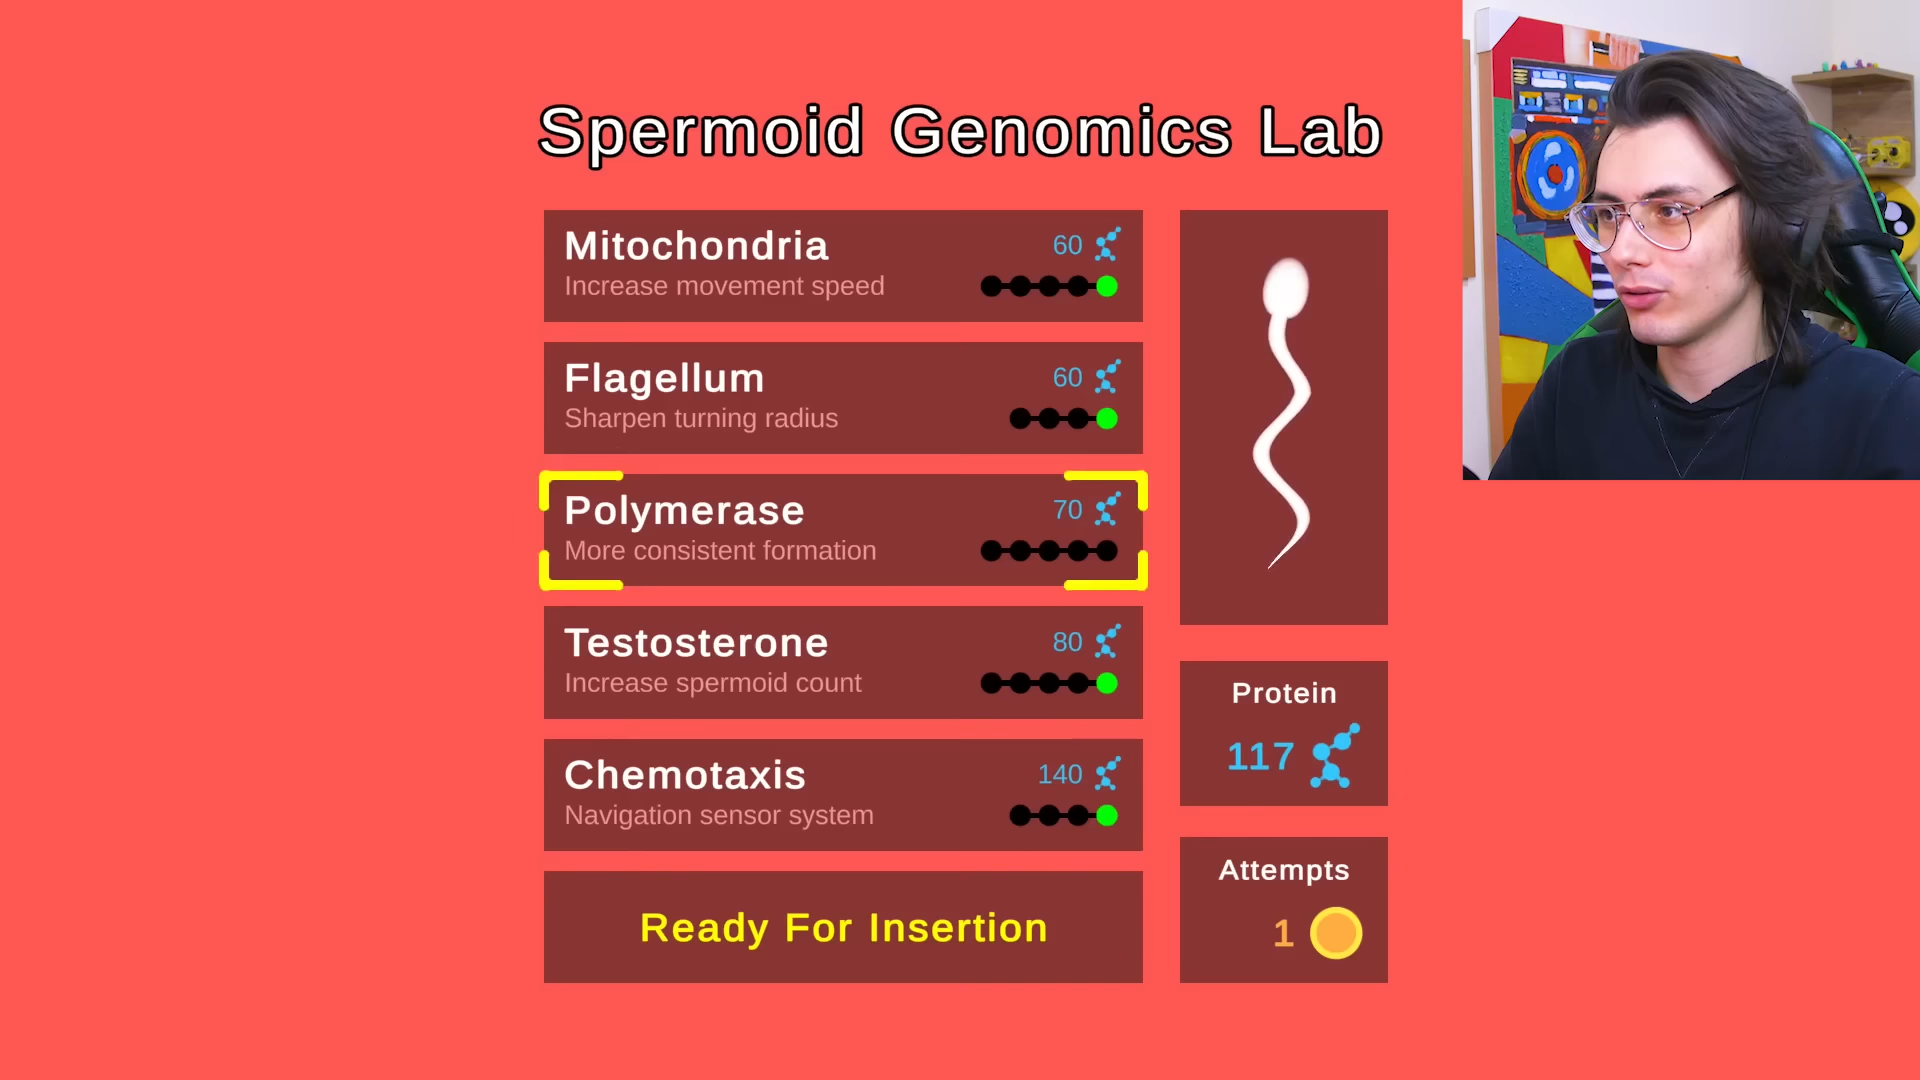 Spermoid Genomics Lab
Mitochondria 60
Increase movement speed
Flagellum 60
Sharpen turning radius
Polymerase 70
More consistent formation
Testosterone 80
Increase spermoid count
Chemotaxis 140
Navigation sensor system
Ready For Insertion
Protein
117
Attempts
1